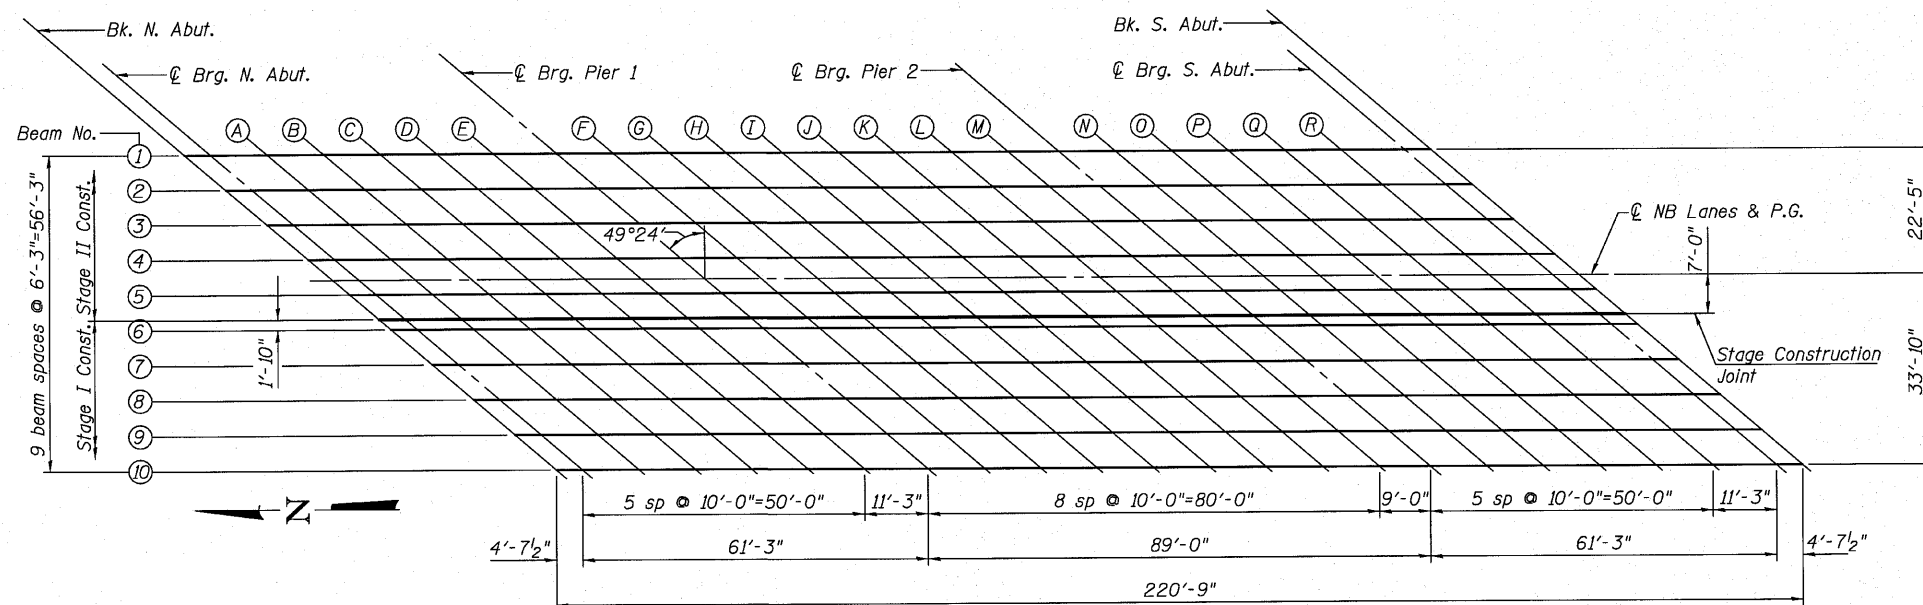 Bk. N. Abut.
Bk. S. Abut.
℄ Brg. N. Abut.
℄ Brg. Pier 1
℄ Brg. Pier 2
℄ Brg. S. Abut.
Beam No.
A B C D E F G H I J K L M N O P Q R
1
2
3
4
5
6
7
8
9
10
9 beam spaces @ 6'-3"=56'-3"
Stage II Const.
Stage I Const.
1'-10"
49°24'
℄ NB Lanes & P.G.
7'-0"
22'-5"
33'-10"
Stage Construction
Joint
Z
5 sp @ 10'-0"=50'-0"
11'-3"
8 sp @ 10'-0"=80'-0"
9'-0"
5 sp @ 10'-0"=50'-0"
11'-3"
4'-7½"
61'-3"
89'-0"
61'-3"
4'-7½"
220'-9"